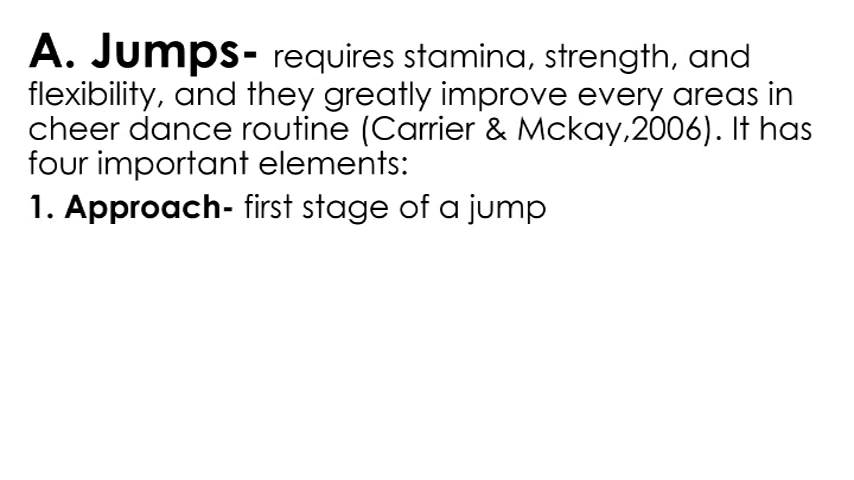 A. Jumps- requires stamina, strength, and
flexibility, and they greatly improve every areas in
cheer dance routine (Carrier & Mckay,2006). It has
four important elements:
1. Approach- first stage of a jump